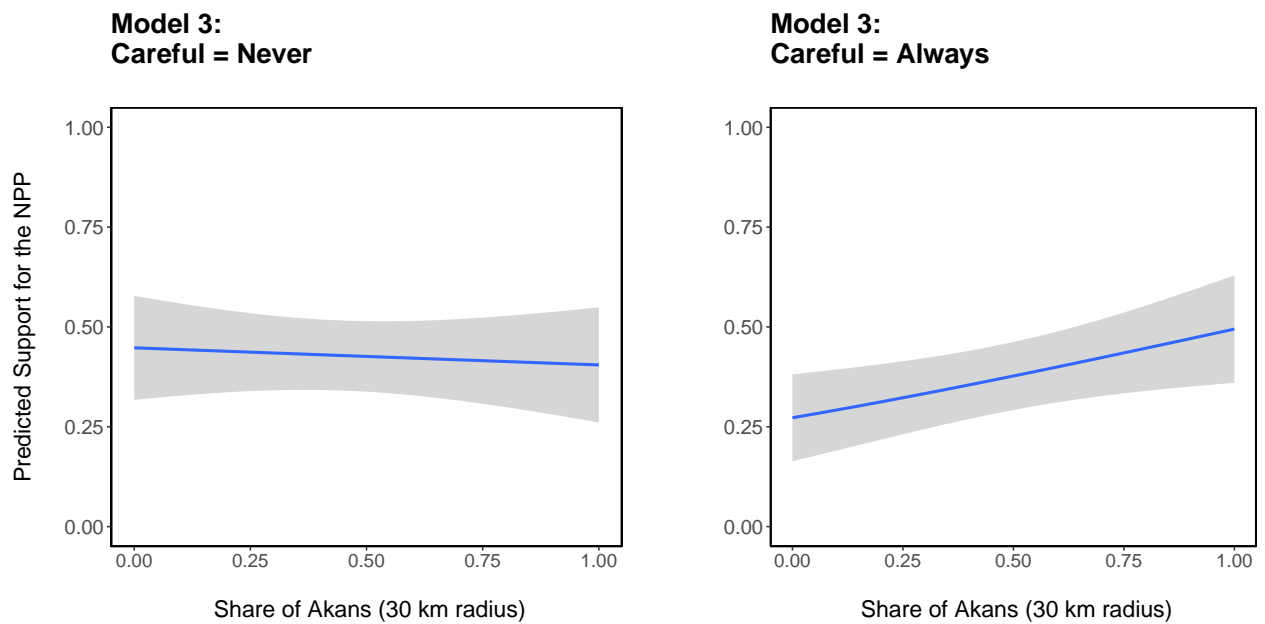 Model 3:
Careful = Never
Predicted Support for the NPP
1.00
0.75
0.50
0.25
0.00
0.00 0.25 0.50 0.75 1.00
Share of Akans (30 km radius)
Model 3:
Careful = Always
1.00
0.75
0.50
0.25
0.00
0.00 0.25 0.50 0.75 1.00
Share of Akans (30 km radius)